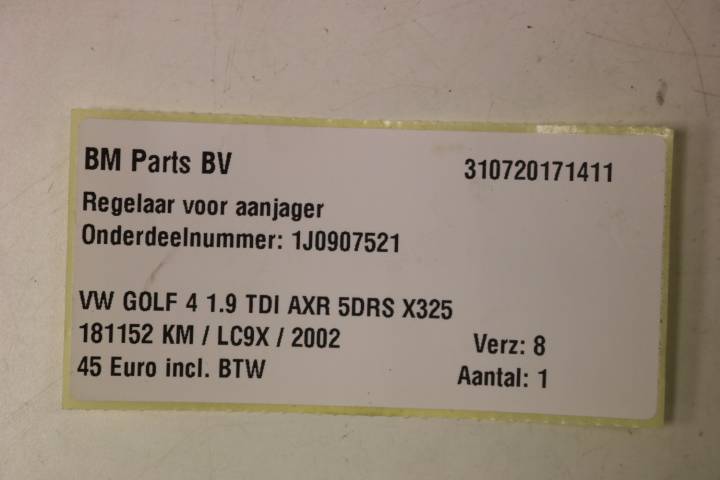 BM Parts BV 310720171411
Regelaar voor aanjager
Onderdeelnummer: 1J0907521
VW GOLF 4 1.9 TDI AXR 5DRS X325
181152 KM / LC9X / 2002 Verz: 8
45 Euro incl. BTW Aantal: 1